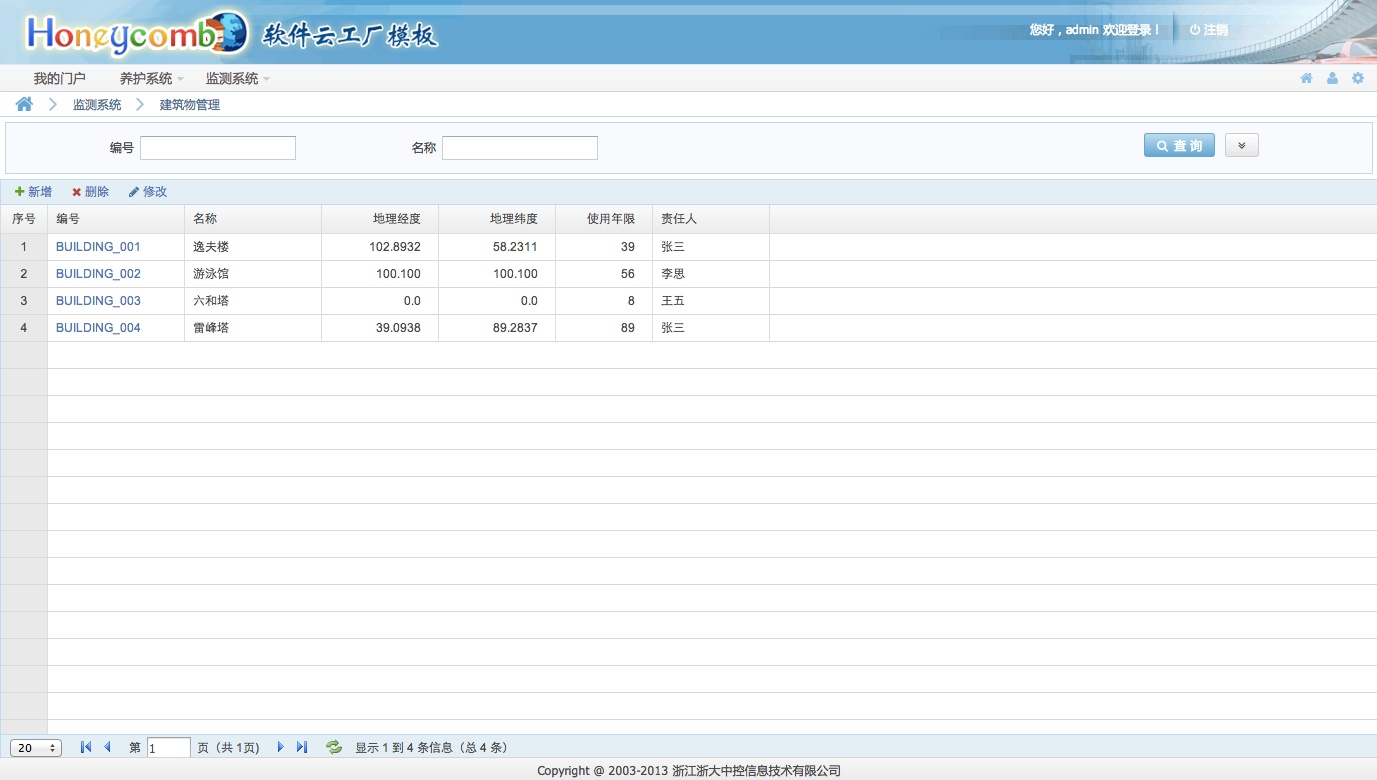 Honeycomb 软件云工厂模板
您好，admin 欢迎登录！ 注销
我的门户 养护系统 监测系统
监测系统 建筑物管理
编号 名称 查 询
新增 删除 修改
序号 编号 名称 地理经度 地理纬度 使用年限 责任人
1 BUILDING_001 逸夫楼 102.8932 58.2311 39 张三
2 BUILDING_002 游泳馆 100.100 100.100 56 李思
3 BUILDING_003 六和塔 0.0 0.0 8 王五
4 BUILDING_004 雷峰塔 39.0938 89.2837 89 张三
20 第 1 页（共 1页） 显示 1 到 4 条信息（总 4 条）
Copyright @ 2003-2013 浙江浙大中控信息技术有限公司